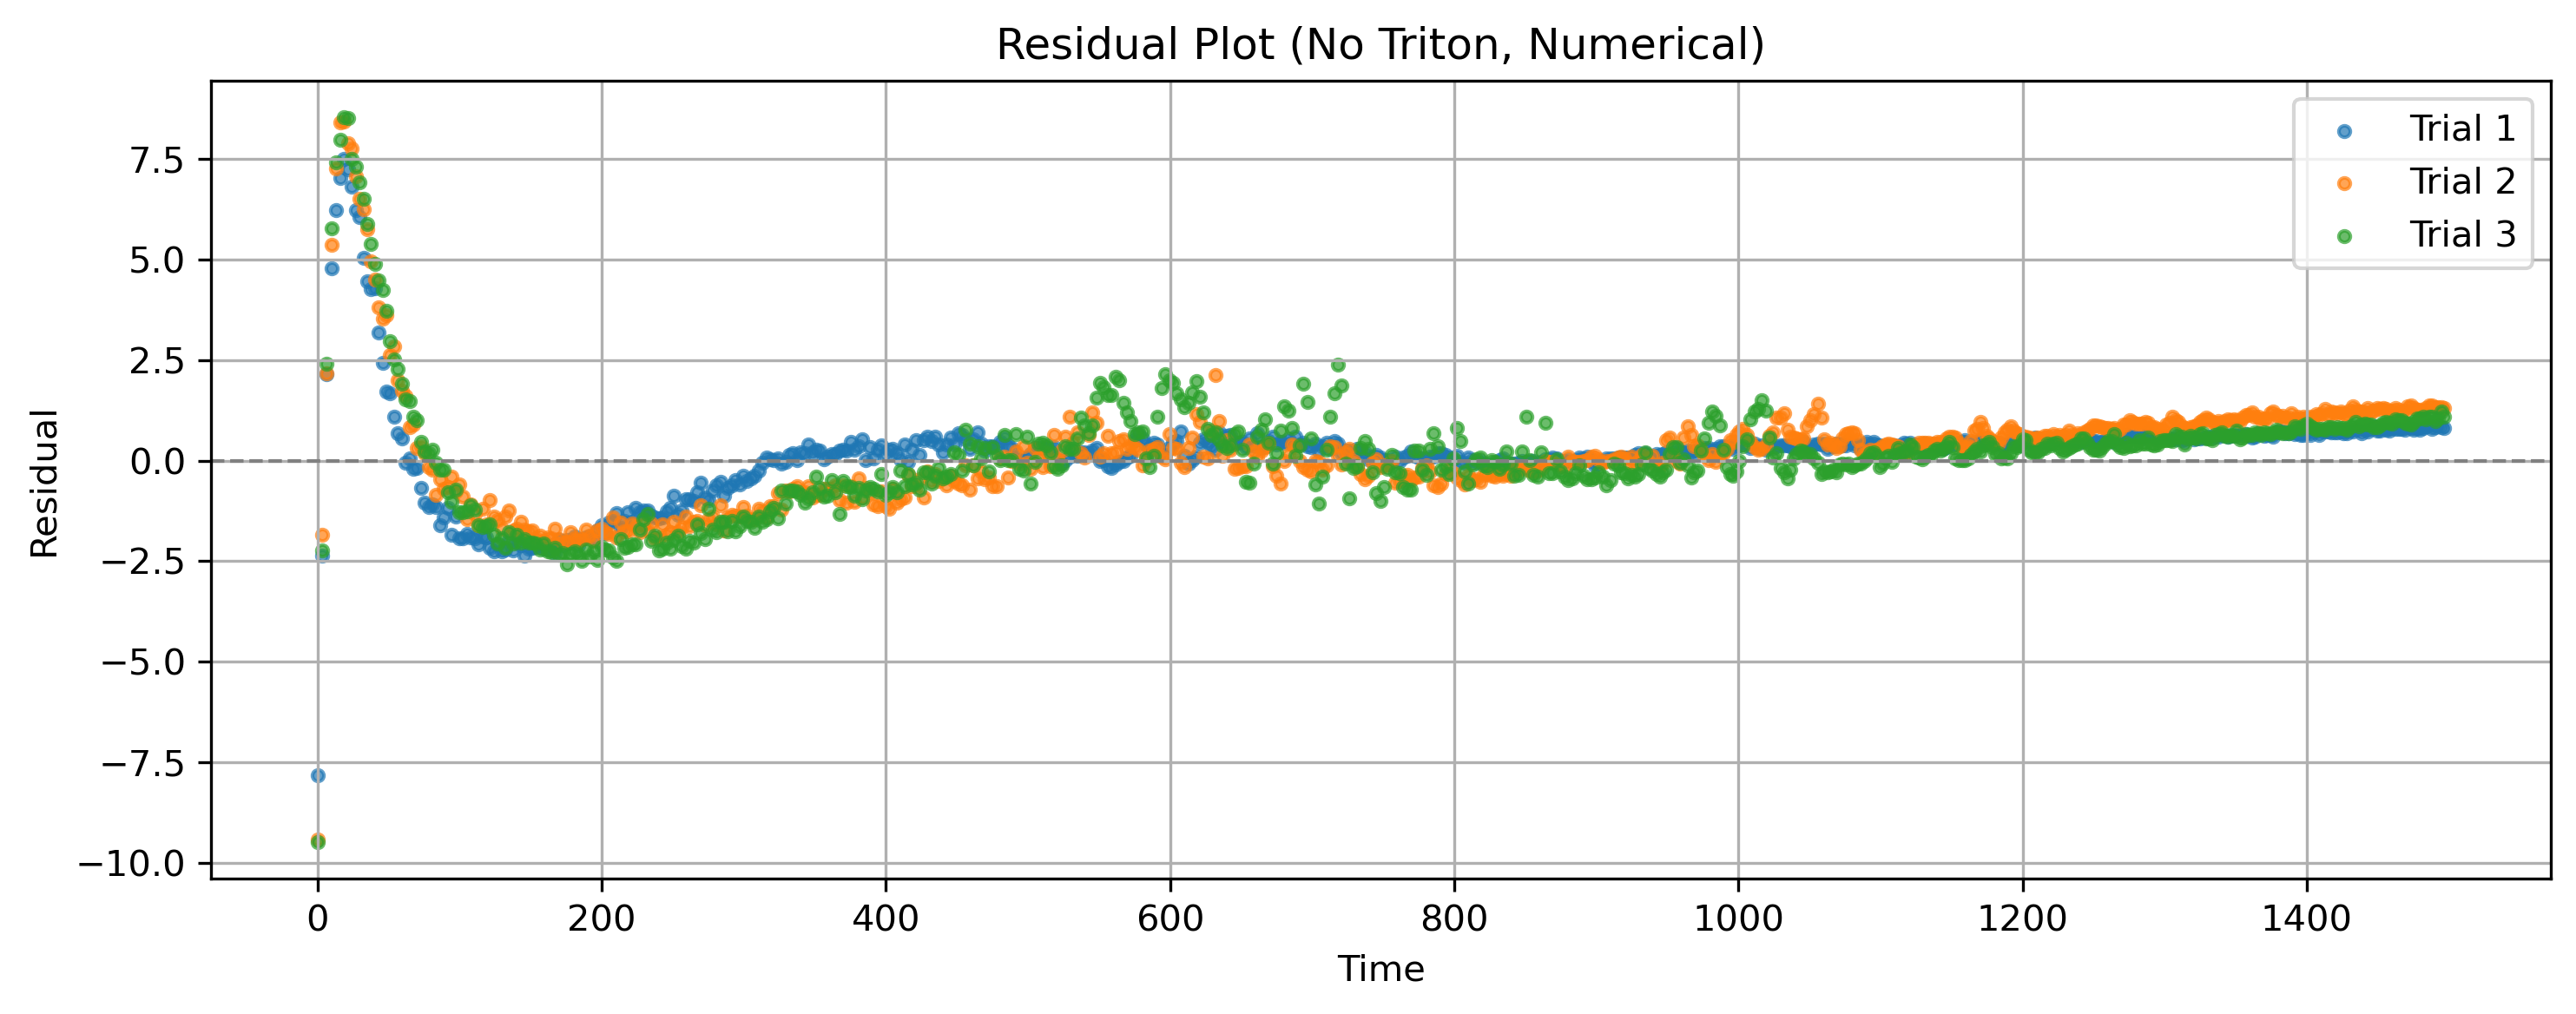 Residual Plot (No Triton, Numerical)
Trial 1
Trial 2
Trial 3
Residual
7.5
5.0
2.5
0.0
−2.5
−5.0
−7.5
−10.0
0 200 400 600 800 1000 1200 1400
Time